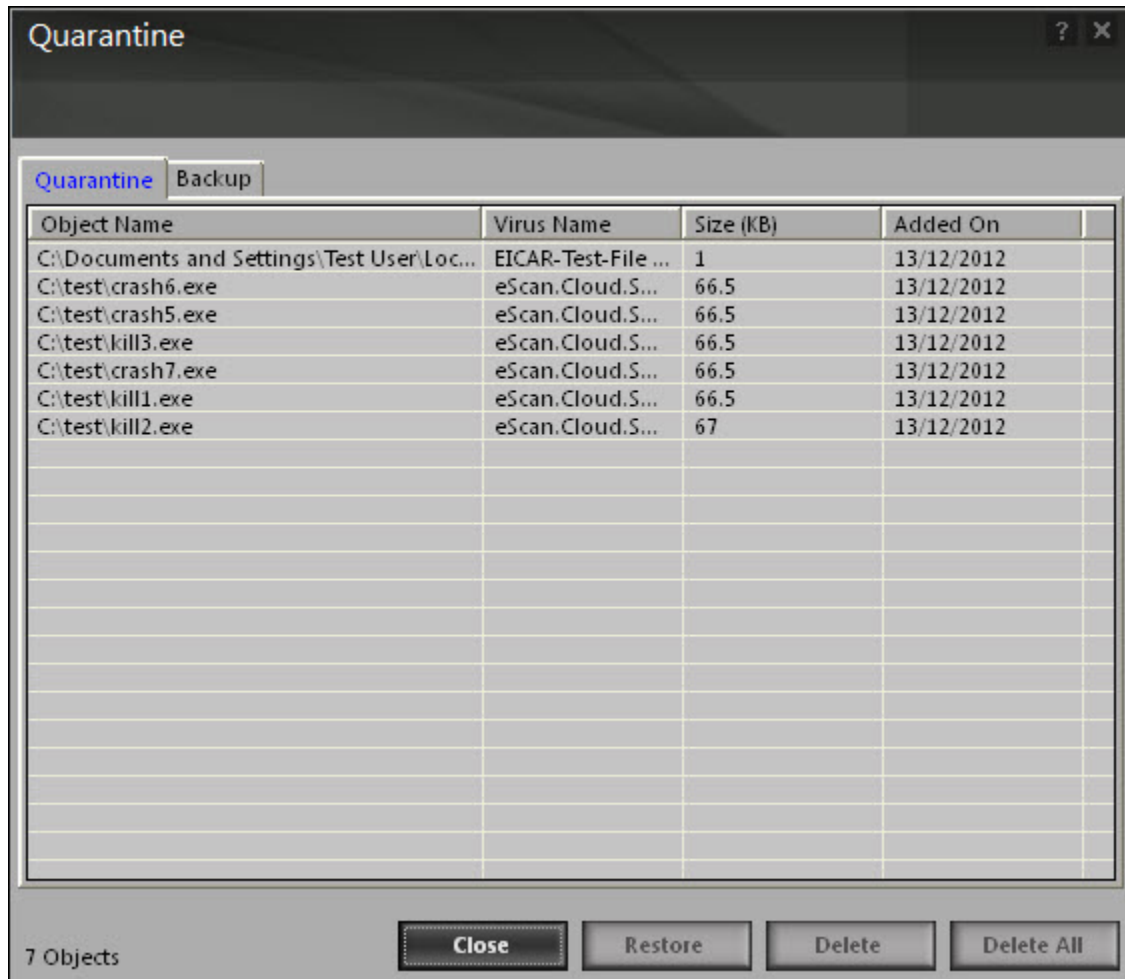 Quarantine
? X
Quarantine Backup
Object Name Virus Name Size (KB) Added On
C:\Documents and Settings\Test User\Loc... EICAR-Test-File ... 1 13/12/2012
C:\test\crash6.exe eScan.Cloud.S... 66.5 13/12/2012
C:\test\crash5.exe eScan.Cloud.S... 66.5 13/12/2012
C:\test\kill3.exe eScan.Cloud.S... 66.5 13/12/2012
C:\test\crash7.exe eScan.Cloud.S... 66.5 13/12/2012
C:\test\kill1.exe eScan.Cloud.S... 66.5 13/12/2012
C:\test\kill2.exe eScan.Cloud.S... 67 13/12/2012
7 Objects Close Restore Delete Delete All